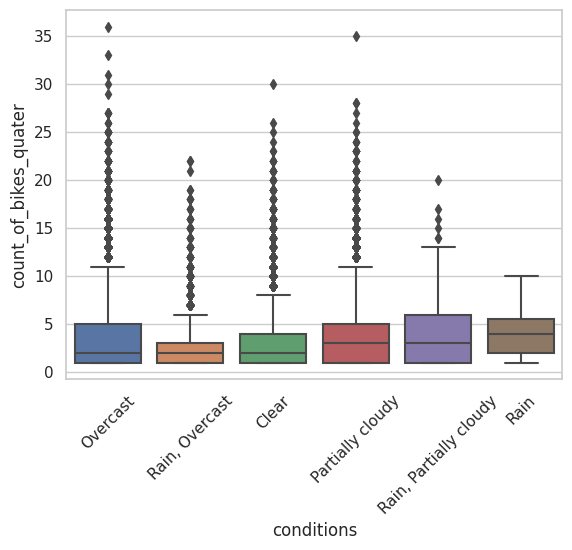 35
30
25
20
15
10
5
0
count_of_bikes_quater
Overcast
Rain, Overcast
Clear
Partially cloudy
Rain, Partially cloudy
Rain
conditions